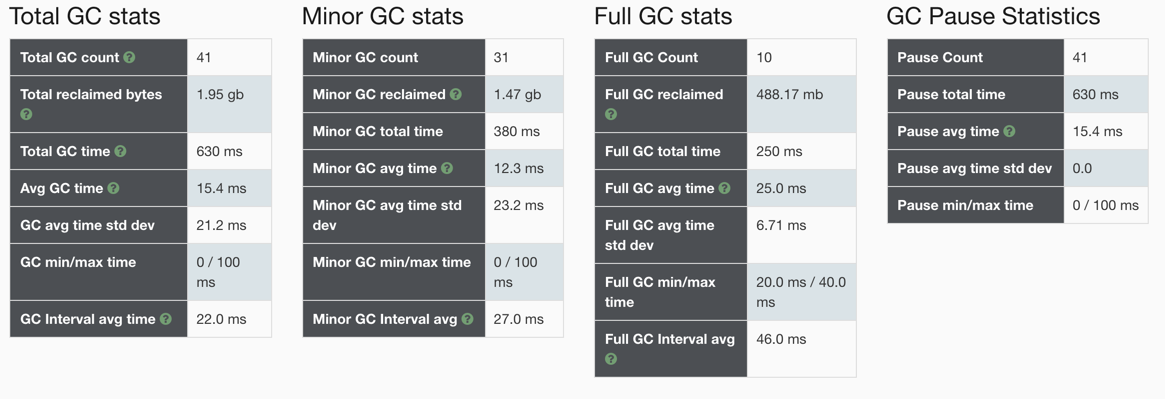 Total GC stats
Total GC count ? 41
Total reclaimed bytes ? 1.95 gb
Total GC time ? 630 ms
Avg GC time ? 15.4 ms
GC avg time std dev 21.2 ms
GC min/max time 0 / 100
ms
GC Interval avg time ? 22.0 ms
Minor GC stats
Minor GC count 31
Minor GC reclaimed ? 1.47 gb
Minor GC total time 380 ms
Minor GC avg time ? 12.3 ms
Minor GC avg time std 23.2 ms
dev
Minor GC min/max time 0 / 100
ms
Minor GC Interval avg ? 27.0 ms
Full GC stats
Full GC Count 10
Full GC reclaimed ? 488.17 mb
Full GC total time 250 ms
Full GC avg time ? 25.0 ms
Full GC avg time 6.71 ms
std dev
Full GC min/max 20.0 ms / 40.0
time ms
Full GC Interval avg ? 46.0 ms
GC Pause Statistics
Pause Count 41
Pause total time 630 ms
Pause avg time ? 15.4 ms
Pause avg time std dev 0.0
Pause min/max time 0 / 100 ms